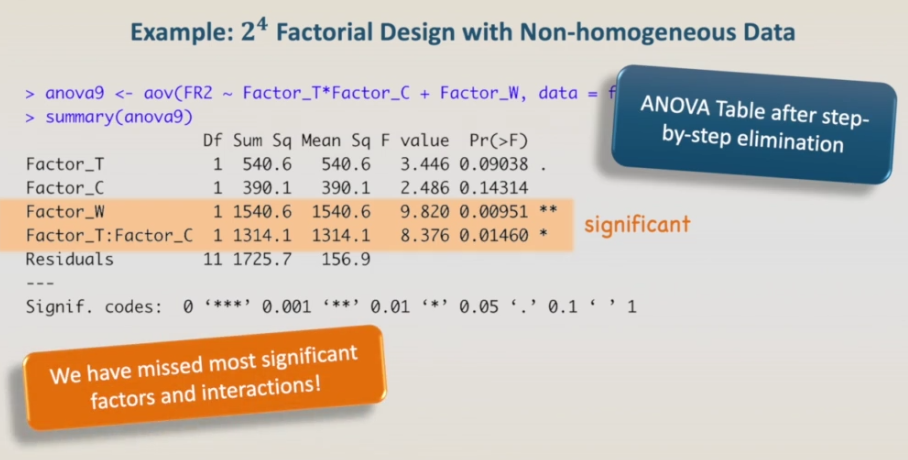 Example: 2⁴ Factorial Design with Non-homogeneous Data
> anova9 <- aov(FR2 ~ Factor_T*Factor_C + Factor_W, data = f
> summary(anova9)
ANOVA Table after step-
by-step elimination
Df Sum Sq Mean Sq F value Pr(>F)
Factor_T 1 540.6 540.6 3.446 0.09038 .
Factor_C 1 390.1 390.1 2.486 0.14314
Factor_W 1 1540.6 1540.6 9.820 0.00951 **
Factor_T:Factor_C 1 1314.1 1314.1 8.376 0.01460 *
significant
Residuals 11 1725.7 156.9
---
Signif. codes: 0 ‘***’ 0.001 ‘**’ 0.01 ‘*’ 0.05 ‘.’ 0.1 ‘ ’ 1
We have missed most significant
factors and interactions!